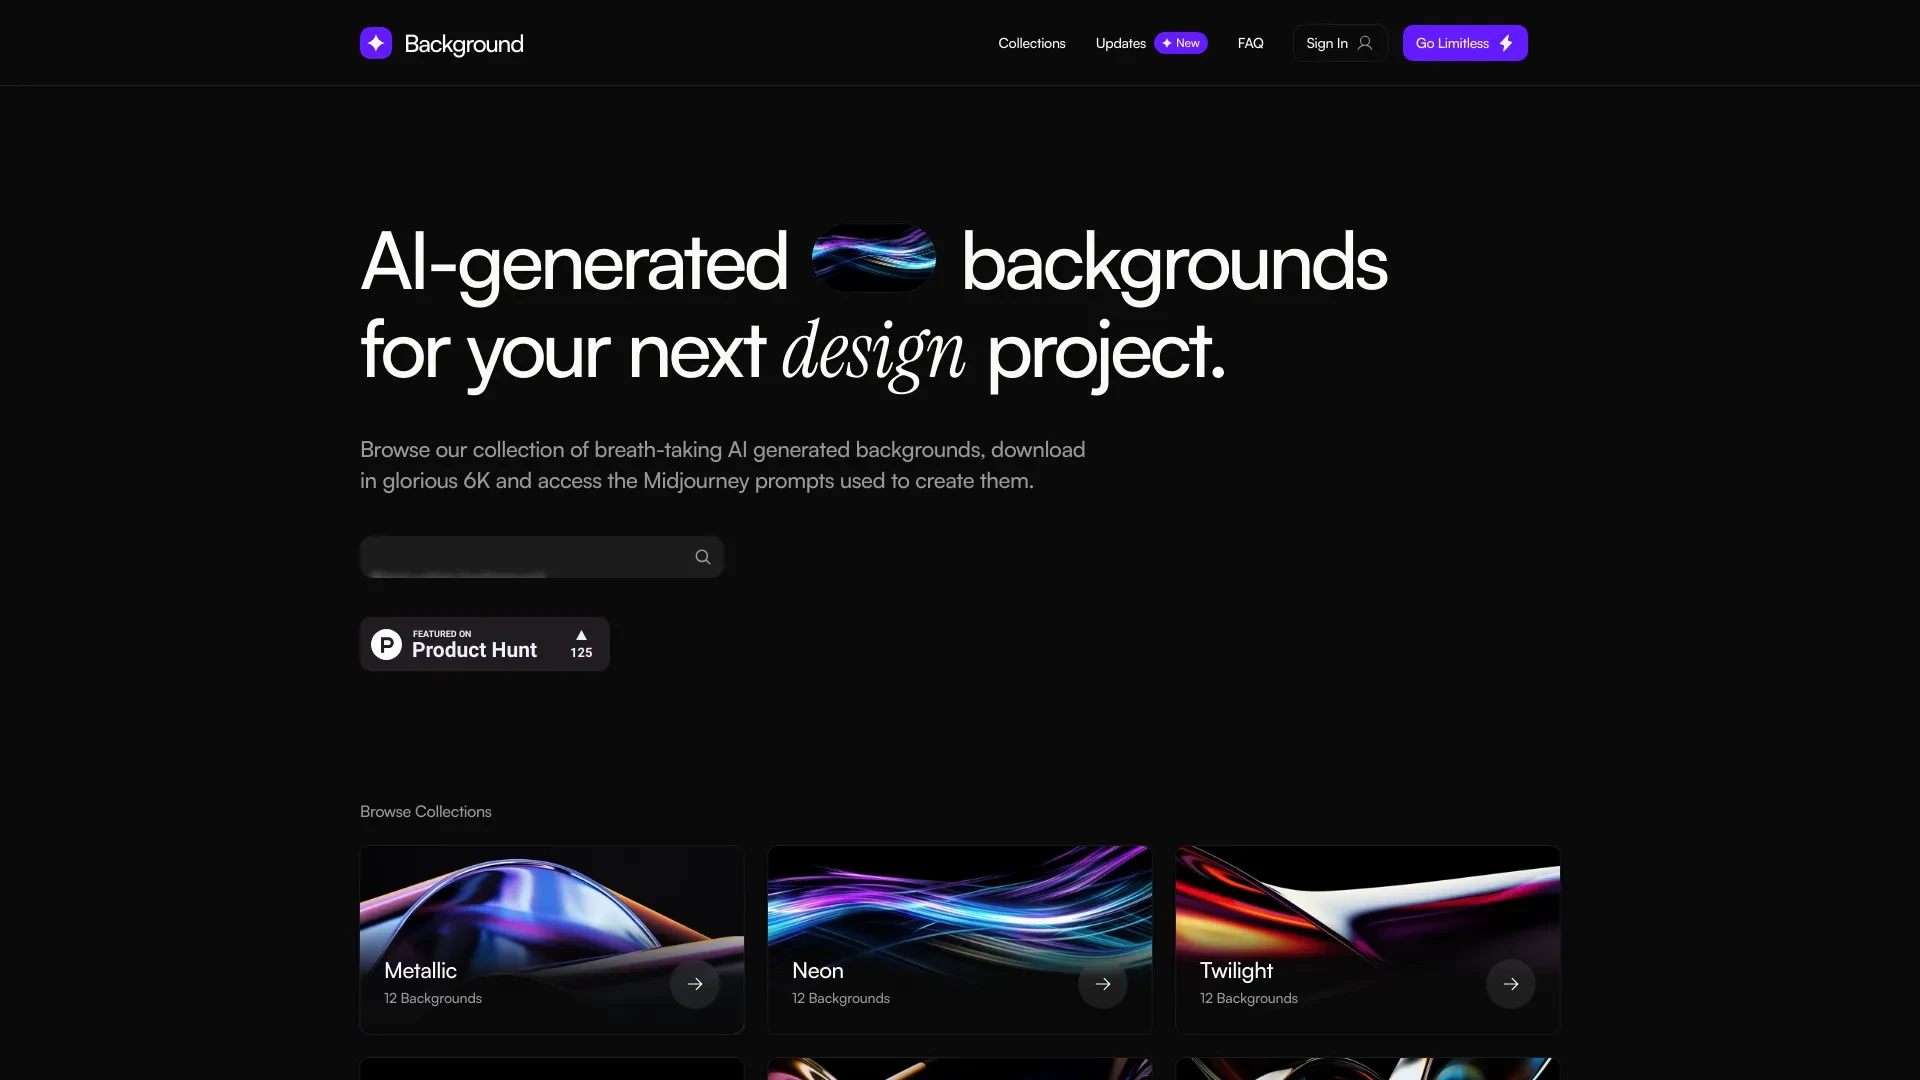 Background
Collections
Updates
New
FAQ
Sign In
Go Limitless
AI-generated backgrounds
for your next design project.
Browse our collection of breath-taking AI generated backgrounds, download
in glorious 6K and access the Midjourney prompts used to create them.
P
FEATURED ON
Product Hunt
125
Browse Collections
Metallic
12 Backgrounds
Neon
12 Backgrounds
Twilight
12 Backgrounds